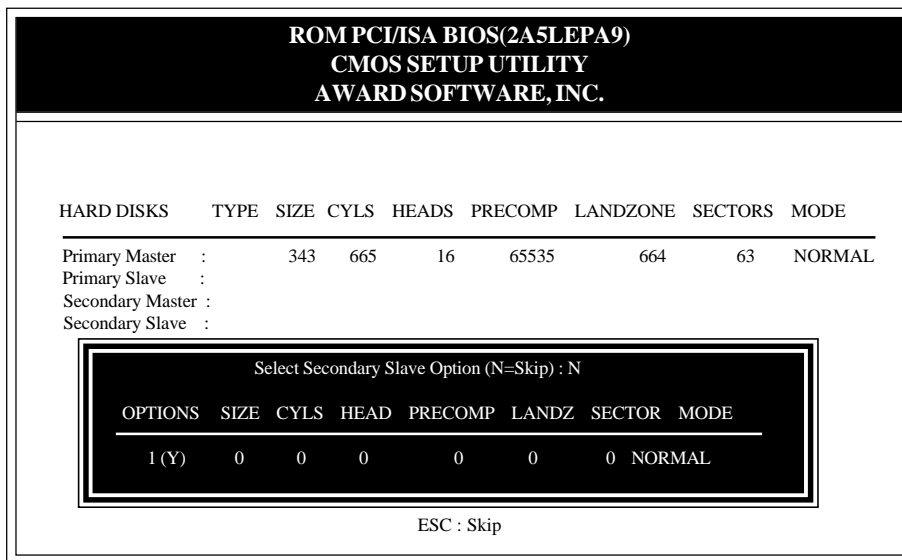 ROM PCI/ISA BIOS(2A5LEPA9)
CMOS SETUP UTILITY
AWARD SOFTWARE, INC.
HARD DISKS TYPE SIZE CYLS HEADS PRECOMP LANDZONE SECTORS MODE
Primary Master : 343 665 16 65535 664 63 NORMAL
Primary Slave :
Secondary Master :
Secondary Slave :
Select Secondary Slave Option (N=Skip) : N
OPTIONS SIZE CYLS HEAD PRECOMP LANDZ SECTOR MODE
1 (Y) 0 0 0 0 0 0 NORMAL
ESC : Skip